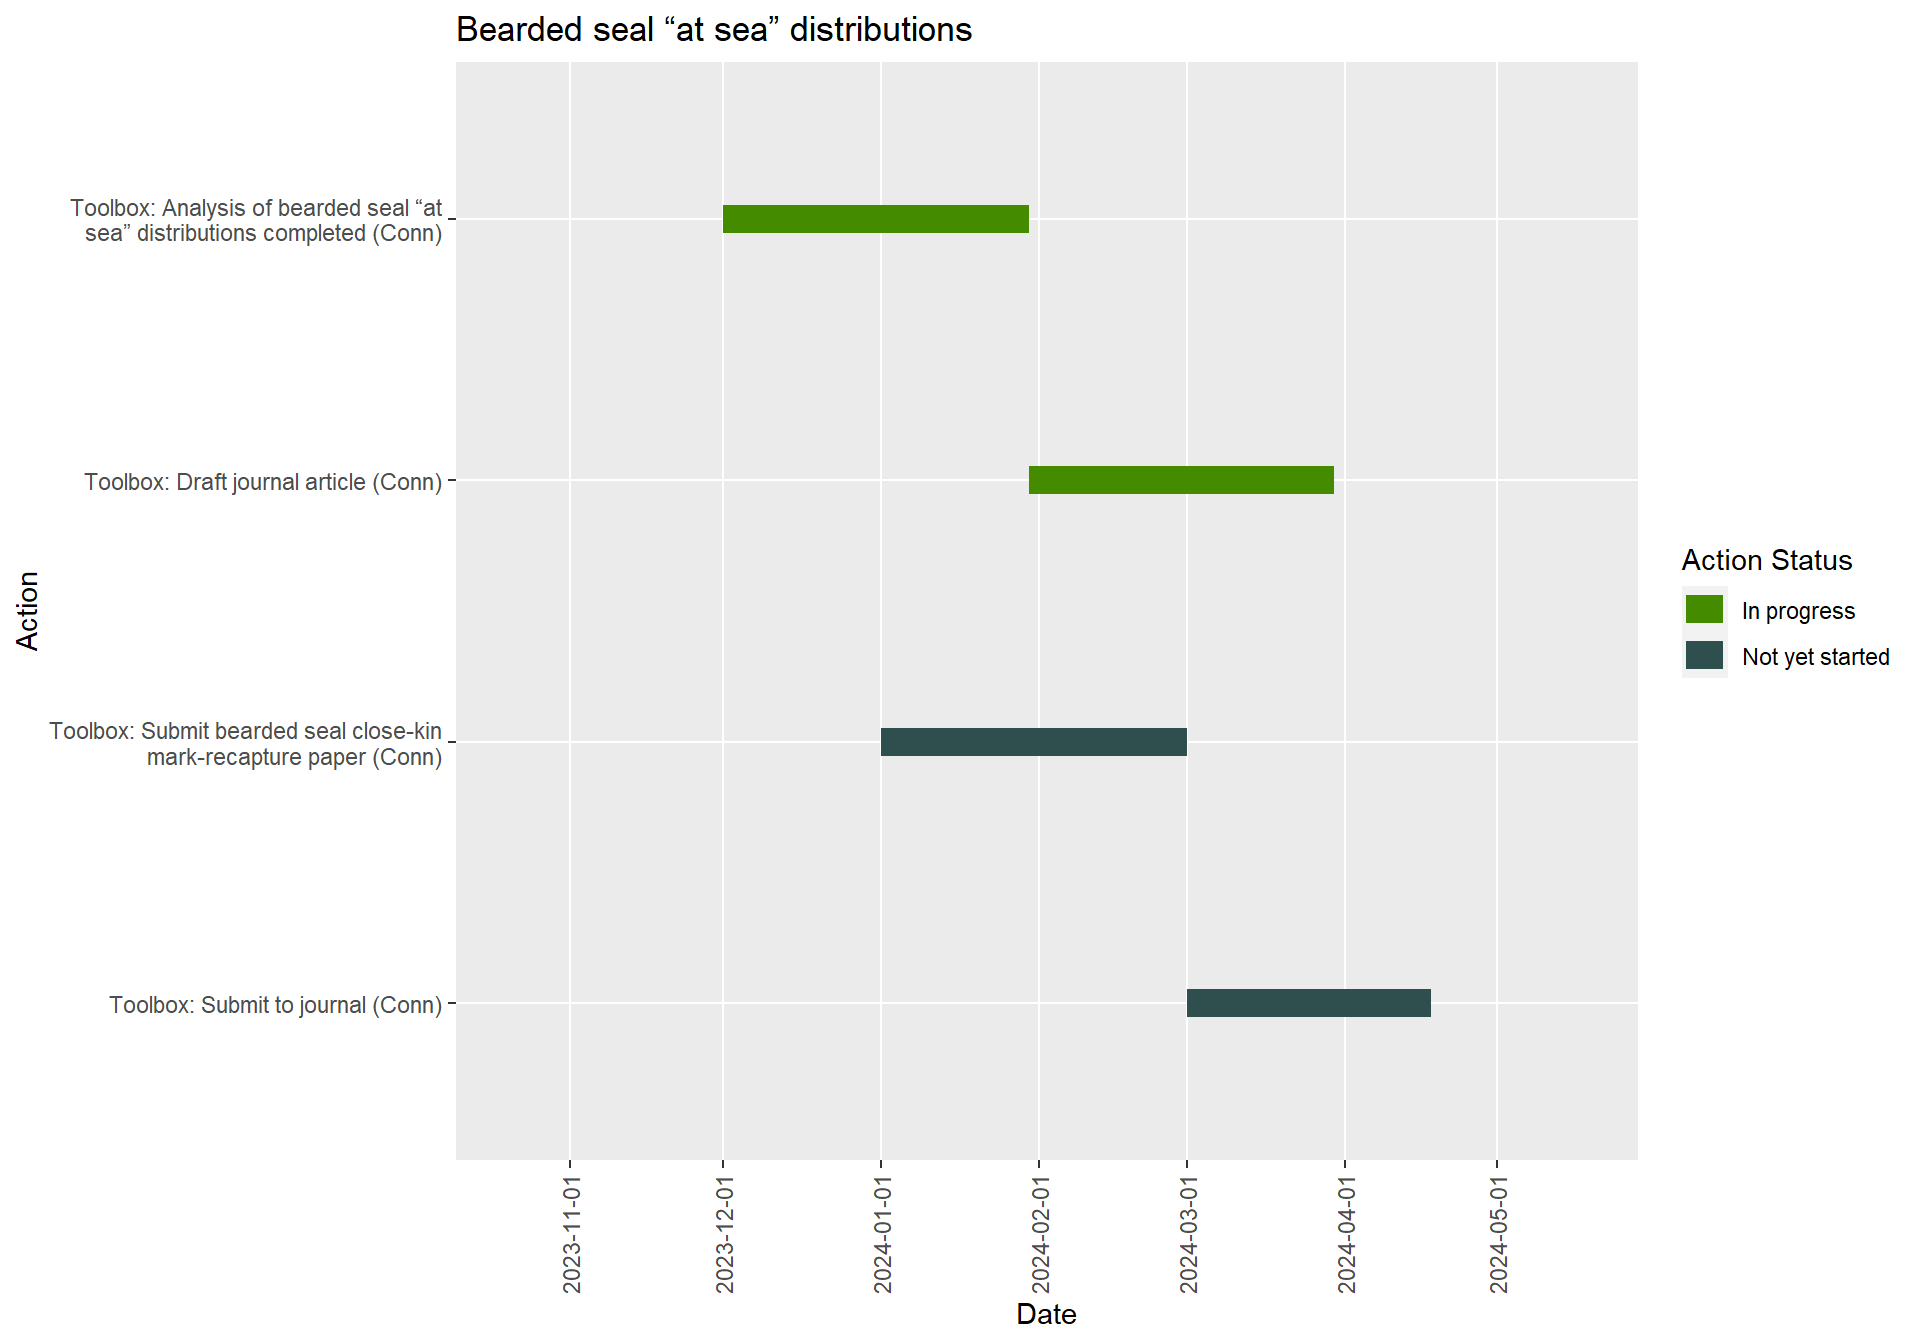 Bearded seal “at sea” distributions
Toolbox: Analysis of bearded seal “at
sea” distributions completed (Conn)
Toolbox: Draft journal article (Conn)
Toolbox: Submit bearded seal close-kin
mark-recapture paper (Conn)
Toolbox: Submit to journal (Conn)
Action
2023-11-01
2023-12-01
2024-01-01
2024-02-01
2024-03-01
2024-04-01
2024-05-01
Date
Action Status
In progress
Not yet started